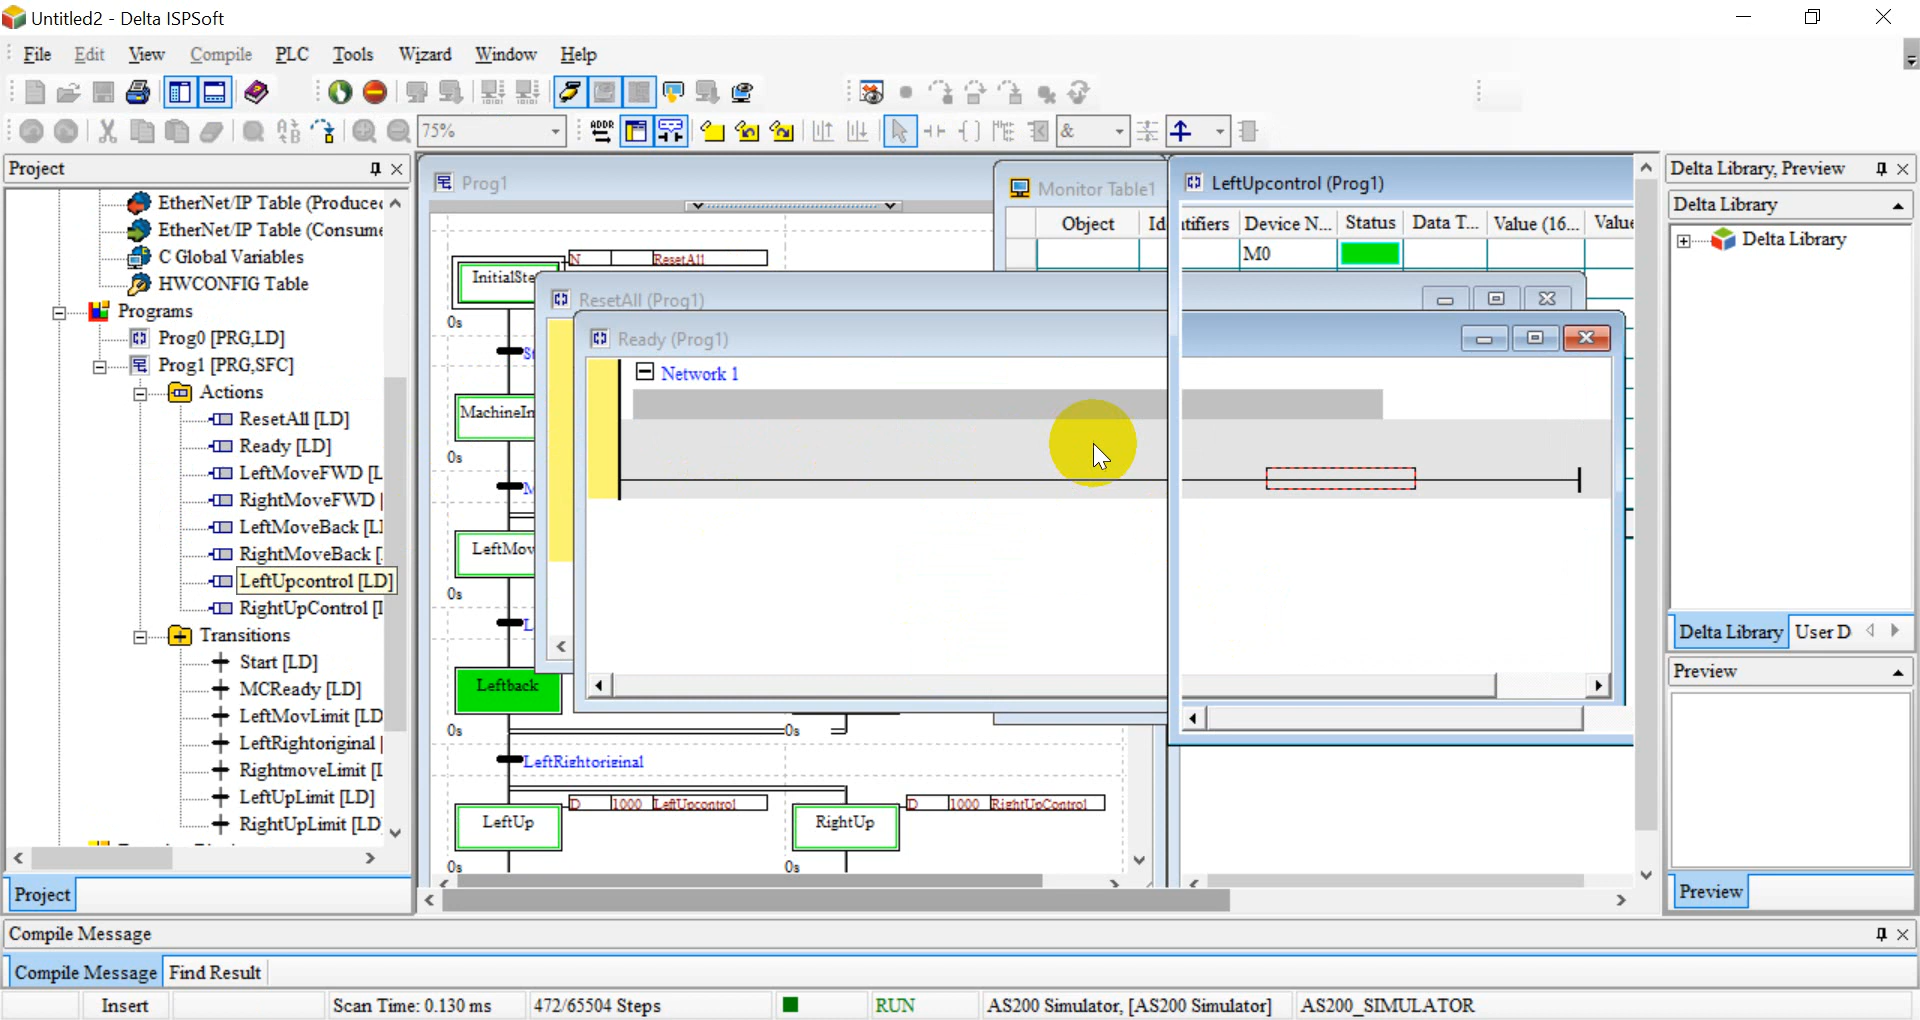 Untitled2 - Delta ISPSoft
File Edit View Compile PLC Tools Wizard Window Help
75%
ADDR
&
Project
EtherNet/IP Table (Produced
EtherNet/IP Table (Consume
C Global Variables
HWCONFIG Table
Programs
Prog0 [PRG,LD]
Prog1 [PRG,SFC]
Actions
ResetAll [LD]
Ready [LD]
LeftMoveFWD [L
RightMoveFWD [
LeftMoveBack [L
RightMoveBack [
LeftUpcontrol [LD]
RightUpControl [
Transitions
Start [LD]
MCReady [LD]
LeftMovLimit [LD
LeftRightoriginal [
RightmoveLimit [L
LeftUpLimit [LD]
RightUpLimit [LD
Project
Prog1
N ResetAll
InitialSte
0s
St
MachineIn
0s
M
LeftMov
0s
L
Leftback
0s
0s
LeftRightoriginal
D 1000 LeftUpcontrol
D 1000 RightUpControl
LeftUp
RightUp
0s
0s
Monitor Table1
Object Id
LeftUpcontrol (Prog1)
ntifiers Device N... Status Data T... Value (16... Value
M0
ResetAll (Prog1)
Ready (Prog1)
Network 1
Delta Library, Preview
Delta Library
Delta Library
Delta Library User D
Preview
Preview
Compile Message
Compile Message Find Result
Insert Scan Time: 0.130 ms 472/65504 Steps RUN AS200 Simulator, [AS200 Simulator] AS200_SIMULATOR